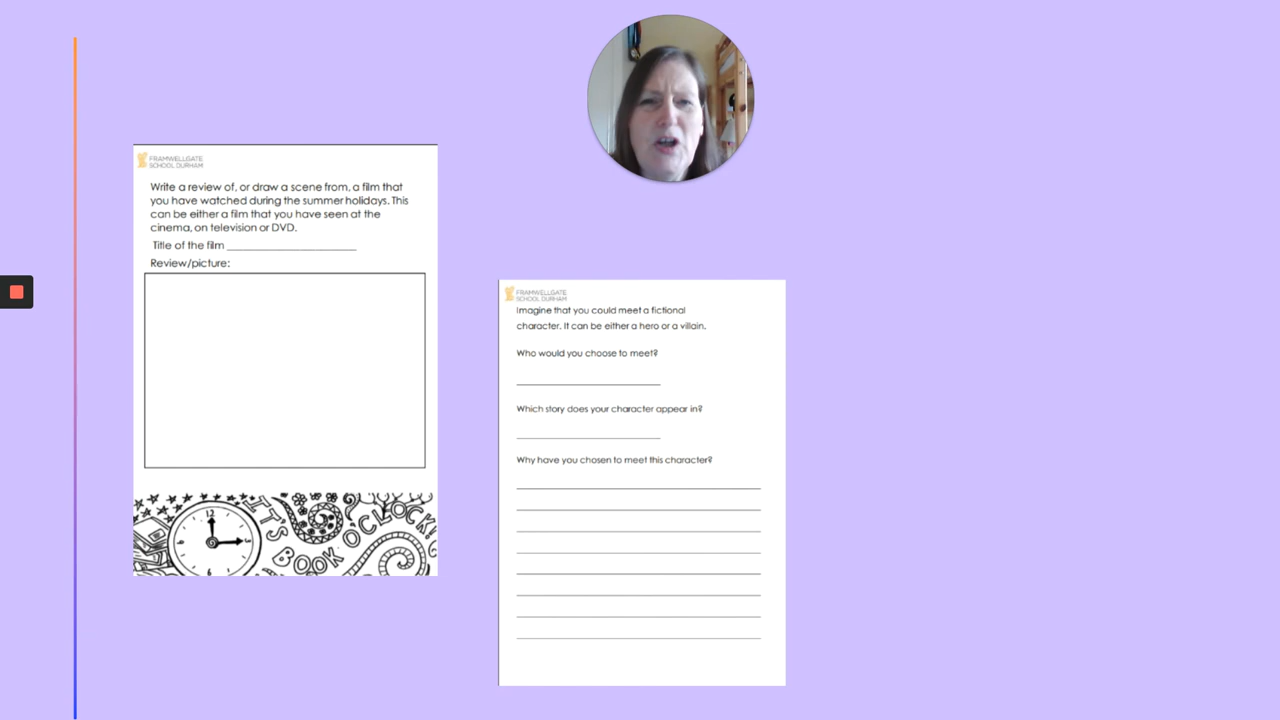 FRAMWELLGATE
SCHOOL DURHAM
Write a review of, or draw a scene from, a film that
you have watched during the summer holidays. This
can be either a film that you have seen at the
cinema, on television or DVD.
Title of the film
Review/picture:
12
3
6
IT'S
BOOK
O'CLOCK!
FRAMWELLGATE
SCHOOL DURHAM
Imagine that you could meet a fictional
character. It can be either a hero or a villain.
Who would you choose to meet?
Which story does your character appear in?
Why have you chosen to meet this character?